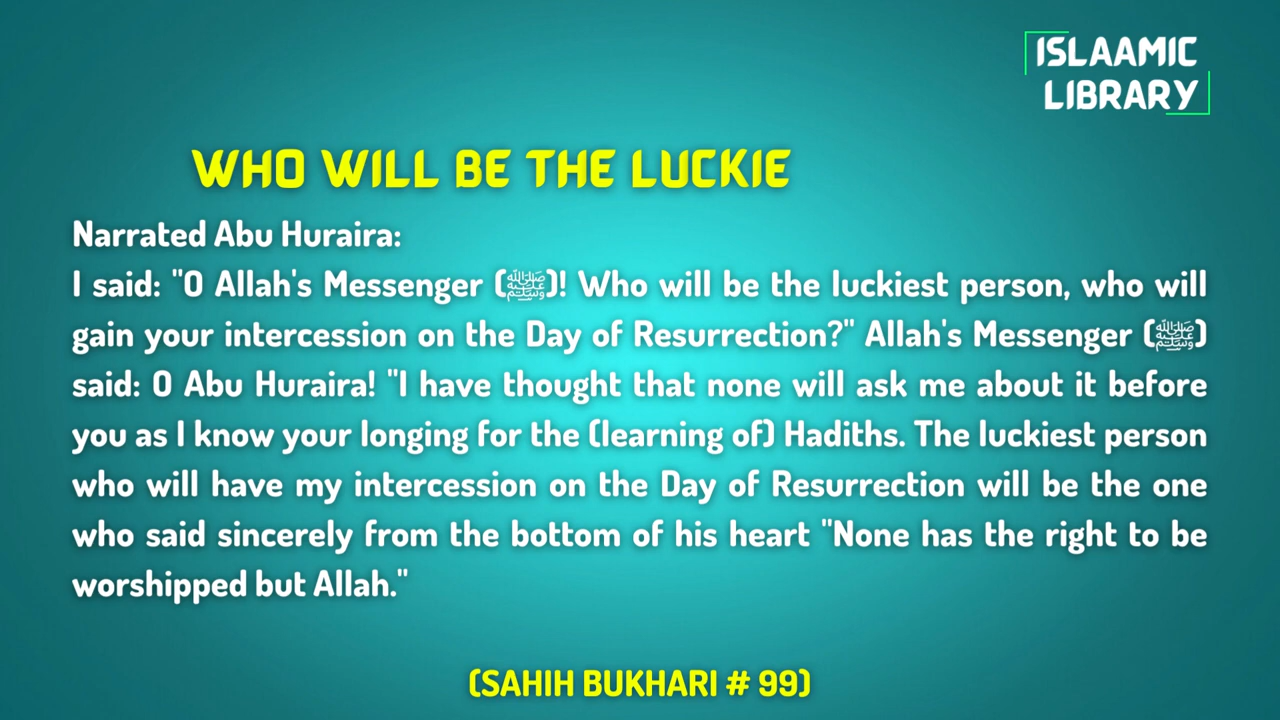 ISLAAMIC
LIBRARY
WHO WILL BE THE LUCKIE
Narrated Abu Huraira:
I said: "O Allah's Messenger (ﷺ)! Who will be the luckiest person, who will
gain your intercession on the Day of Resurrection?" Allah's Messenger (ﷺ)
said: O Abu Huraira! "I have thought that none will ask me about it before
you as I know your longing for the (learning of) Hadiths. The luckiest person
who will have my intercession on the Day of Resurrection will be the one
who said sincerely from the bottom of his heart "None has the right to be
worshipped but Allah."
(SAHIH BUKHARI # 99)